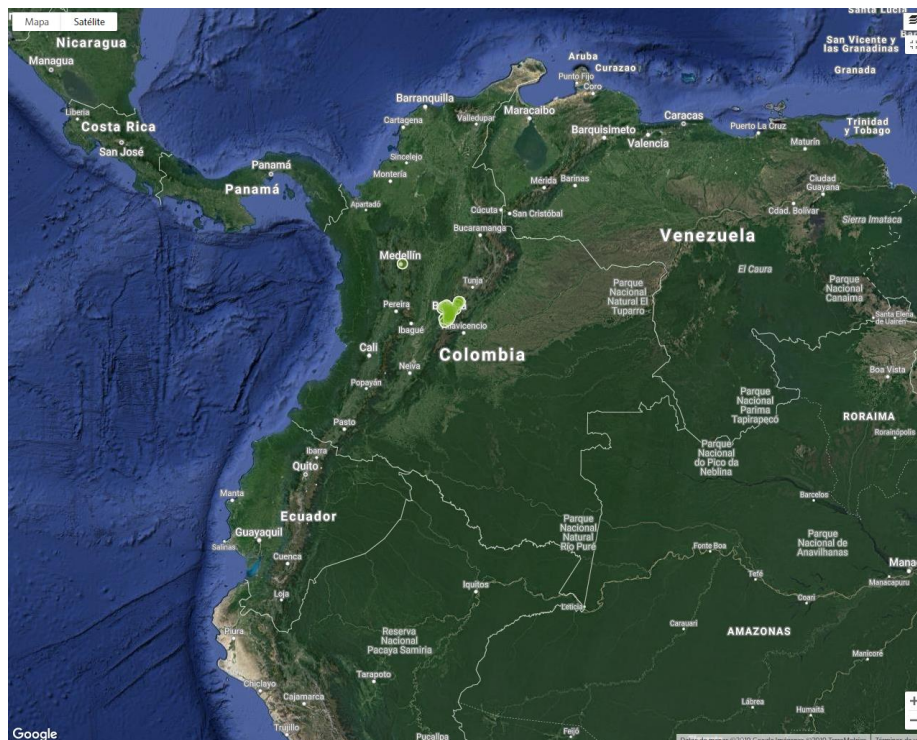 Mapa
Satélite
Santa Lucía
San Vicente y
las Granadinas
Granada
Nicaragua
Managua
Liberia
Costa Rica
San José
Panamá
Panamá
Aruba
Curazao
Punto Fijo
Coro
Barranquilla
Cartagena
Valledupar
Maracaibo
Barquisimeto
Caracas
Valencia
Puerto La Cruz
Trinidad
y Tobago
Maturín
Sincelejo
Montería
Mérida
Barinas
Ciudad
Guayana
Apartadó
Cúcuta
San Cristóbal
Cdad. Bolívar
Sierra Imataca
Bucaramanga
Venezuela
Medellín
El Caura
Tunja
Parque
Nacional
Natural El
Tuparro
Parque
Nacional
Canaima
Pereira
Ibagué
Santa Elena
de Uairén
Cali
Colombia
Neiva
Boa Vista
Popayán
Parque
Nacional
Parima
Tapirapecó
RORAIMA
Rorainópolis
Pasto
Ibarra
Quito
Parque
Nacional
do Pico da
Neblina
Manta
Barcelos
Ecuador
Guayaquil
Salinas
Cuenca
Parque
Nacional
Natural
Río Puré
Parque
Nacional de
Anavilhanas
Fonte Boa
Tefé
Manacapuru
Loja
Iquitos
Leticia
Coari
Piura
Reserva
Nacional
Pacaya Samiria
Carauari
AMAZONAS
Manicoré
Tarapoto
Chiclayo
Cajamarca
Trujillo
Lábrea
Humaitá
Pucallpa
Feijó
Google